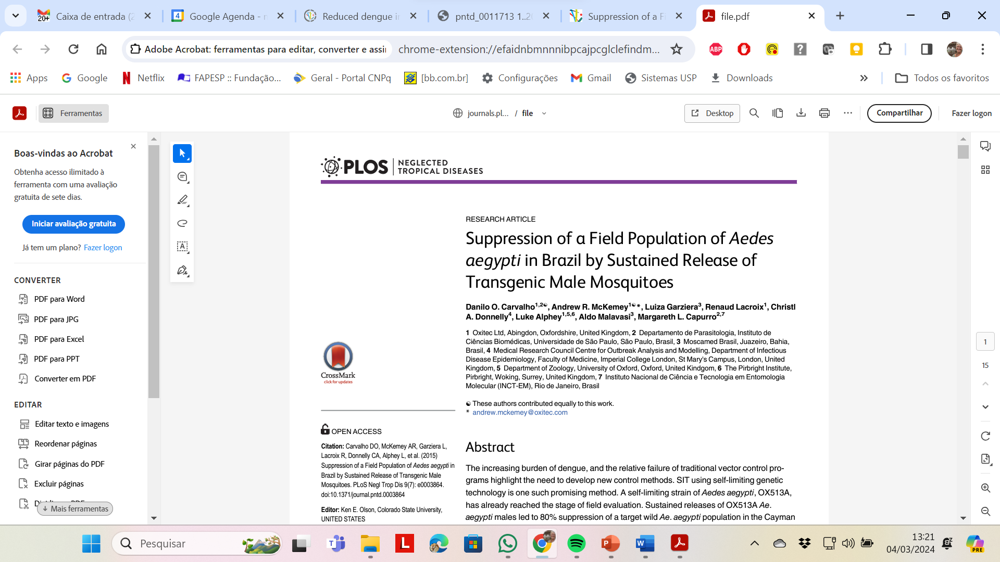 20+
Caixa de entrada (2
4
Google Agenda - n
Reduced dengue in
pntd_0011713 1..20
Suppression of a Fi
file.pdf
Adobe Acrobat: ferramentas para editar, converter e assi
chrome-extension://efaidnbmnnnibpcajpcglclefindm...
ABP
?
Apps
Google
Netflix
FAPESP :: Fundação...
Geral - Portal CNPq
[bb.com.br]
Configurações
Gmail
Sistemas USP
Downloads
Todos os favoritos
Ferramentas
journals.pl... / file
Desktop
Compartilhar
Fazer logon
Boas-vindas ao Acrobat
Obtenha acesso ilimitado à
ferramenta com uma avaliação
gratuita de sete dias.
Iniciar avaliação gratuita
Já tem um plano? Fazer logon
CONVERTER
PDF para Word
PDF para JPG
PDF para Excel
PDF para PPT
Converter em PDF
EDITAR
Editar texto e imagens
Reordenar páginas
Girar páginas do PDF
Excluir páginas
Mais ferramentas
PLOS | NEGLECTED
TROPICAL DISEASES
RESEARCH ARTICLE
Suppression of a Field Population of Aedes
aegypti in Brazil by Sustained Release of
Transgenic Male Mosquitoes
Danilo O. Carvalho1,2☯, Andrew R. McKemey1☯*, Luiza Garziera3, Renaud Lacroix1, Christl
A. Donnelly4, Luke Alphey1,5,6, Aldo Malavasi3, Margareth L. Capurro2,7
1 Oxitec Ltd, Abingdon, Oxfordshire, United Kingdom, 2 Departamento de Parasitologia, Instituto de
Ciências Biomédicas, Universidade de São Paulo, São Paulo, Brasil, 3 Moscamed Brasil, Juazeiro, Bahia,
Brasil, 4 Medical Research Council Centre for Outbreak Analysis and Modelling, Department of Infectious
Disease Epidemiology, Faculty of Medicine, Imperial College London, St Mary's Campus, London, United
Kingdom, 5 Department of Zoology, University of Oxford, Oxford, United Kindgom, 6 The Pirbright Institute,
Pirbright, Woking, Surrey, United Kingdom, 7 Instituto Nacional de Ciência e Tecnologia em Entomologia
Molecular (INCT-EM), Rio de Janeiro, Brasil
☯ These authors contributed equally to this work.
* andrew.mckemey@oxitec.com
CrossMark
click for updates
OPEN ACCESS
Citation: Carvalho DO, McKemey AR, Garziera L,
Lacroix R, Donnelly CA, Alphey L, et al. (2015)
Suppression of a Field Population of Aedes aegypti in
Brazil by Sustained Release of Transgenic Male
Mosquitoes. PLoS Negl Trop Dis 9(7): e0003864.
doi:10.1371/journal.pntd.0003864
Editor: Ken E. Olson, Colorado State University,
UNITED STATES
Abstract
The increasing burden of dengue, and the relative failure of traditional vector control pro-
grams highlight the need to develop new control methods. SIT using self-limiting genetic
technology is one such promising method. A self-limiting strain of Aedes aegypti, OX513A,
has already reached the stage of field evaluation. Sustained releases of OX513A Ae.
aegypti males led to 80% suppression of a target wild Ae. aegypti population in the Cayman
1
15
Pesquisar
13:21
04/03/2024
PRE